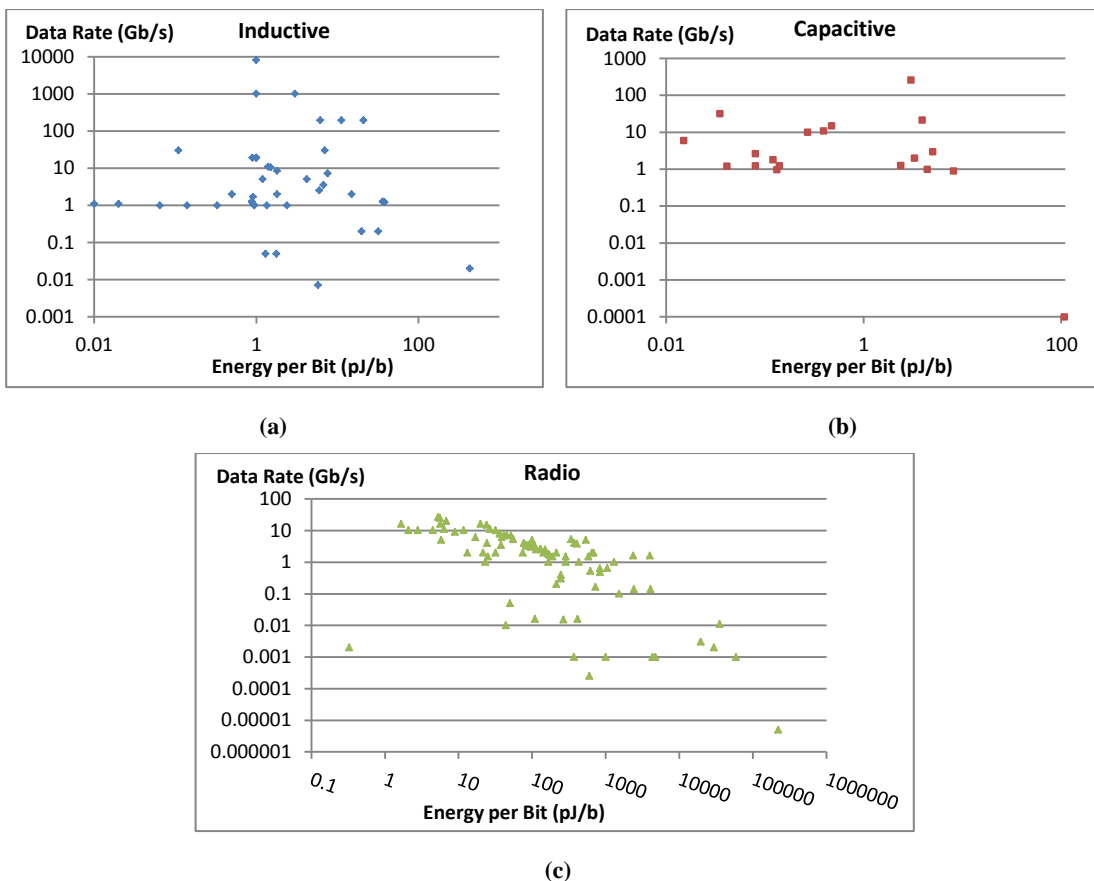 Inductive
Data Rate (Gb/s)
10000
1000
100
10
1
0.1
0.01
0.001
0.01 1 100
Energy per Bit (pJ/b)
(a)
Capacitive
Data Rate (Gb/s)
1000
100
10
1
0.1
0.01
0.001
0.0001
0.01 1 100
Energy per Bit (pJ/b)
(b)
Radio
Data Rate (Gb/s)
100
10
1
0.1
0.01
0.001
0.0001
0.00001
0.000001
0.1 1 10 100 1000 10000 100000 1000000
Energy per Bit (pJ/b)
(c)